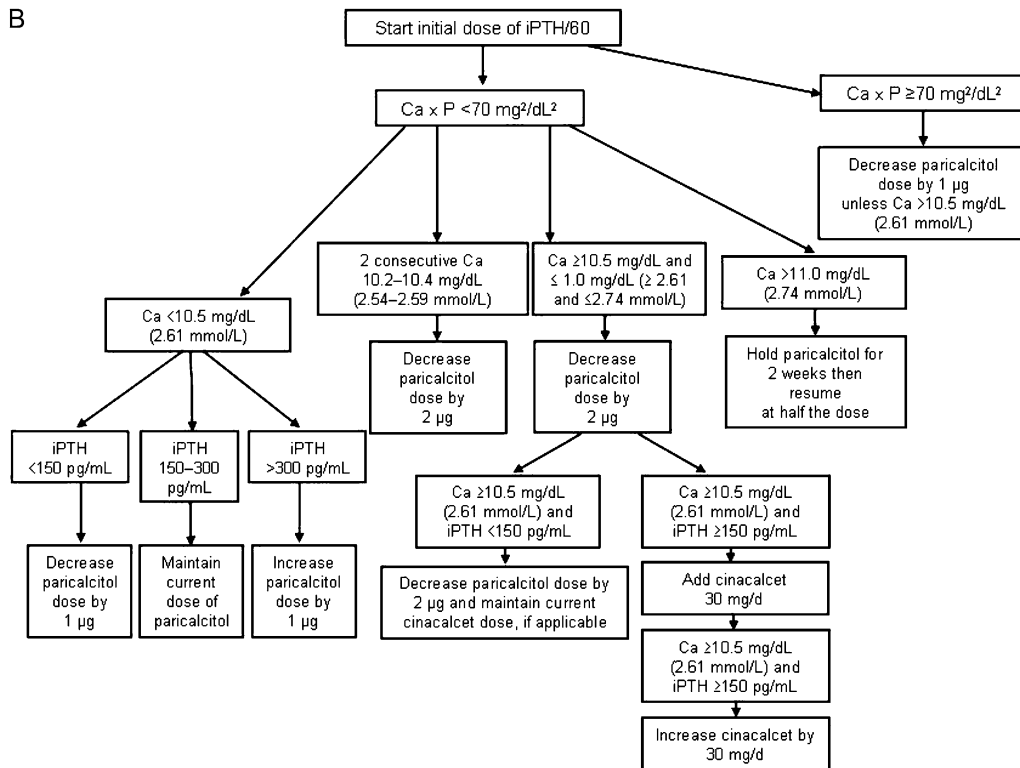 B
Start initial dose of iPTH/60
Ca x P <70 mg²/dL²
Ca x P ≥70 mg²/dL²
Decrease paricalcitol
dose by 1 µg
unless Ca >10.5 mg/dL
(2.61 mmol/L)
2 consecutive Ca
10.2–10.4 mg/dL
(2.54–2.59 mmol/L)
Ca ≥10.5 mg/dL and
≤ 1.0 mg/dL (≥ 2.61
and ≤2.74 mmol/L)
Ca >11.0 mg/dL
(2.74 mmol/L)
Ca <10.5 mg/dL
(2.61 mmol/L)
Decrease
paricalcitol
dose by
2 µg
Decrease
paricalcitol
dose by
2 µg
Hold paricalcitol for
2 weeks then
resume
at half the dose
iPTH
<150 pg/mL
iPTH
150–300
pg/mL
iPTH
>300 pg/mL
Ca ≥10.5 mg/dL
(2.61 mmol/L) and
iPTH <150 pg/mL
Ca ≥10.5 mg/dL
(2.61 mmol/L) and
iPTH ≥150 pg/mL
Decrease
paricalcitol
dose by
1 µg
Maintain
current
dose of
paricalcitol
Increase
paricalcitol
dose by
1 µg
Decrease paricalcitol dose by
2 µg and maintain current
cinacalcet dose, if applicable
Add cinacalcet
30 mg/d
Ca ≥10.5 mg/dL
(2.61 mmol/L) and
iPTH ≥150 pg/mL
Increase cinacalcet by
30 mg/d